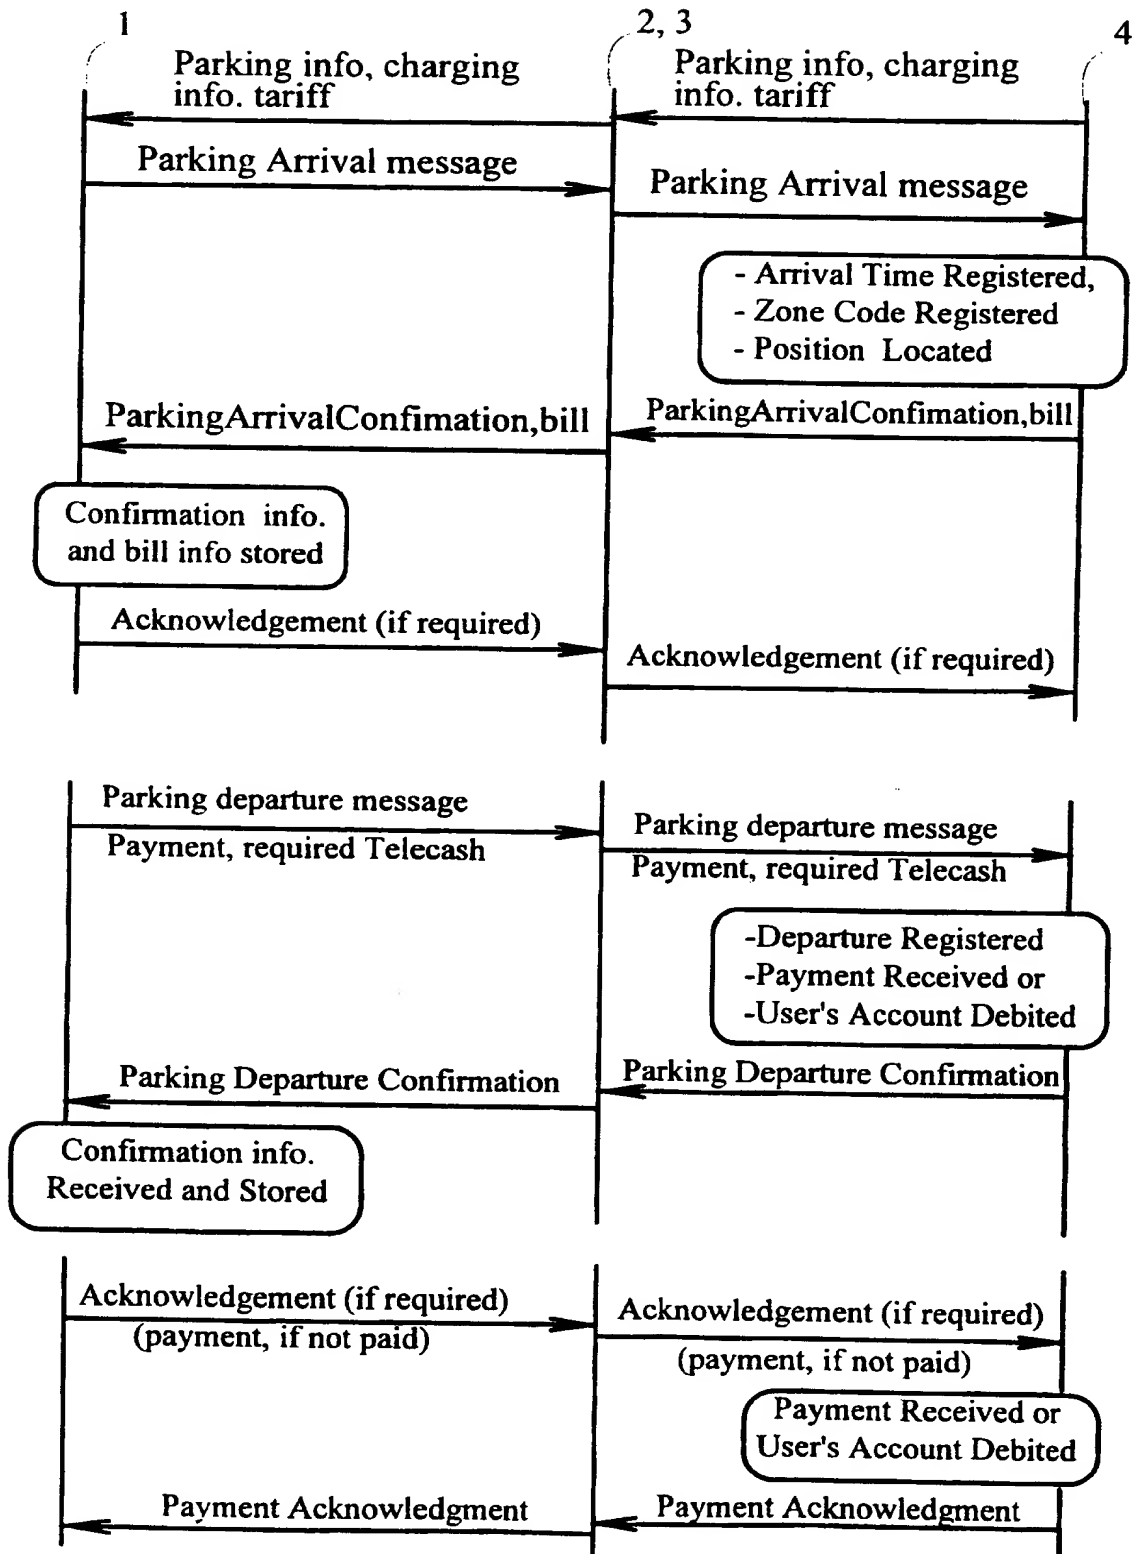 1
2, 3
4
Parking info, charging
info. tariff
Parking info, charging
info. tariff
Parking Arrival message
Parking Arrival message
- Arrival Time Registered,
- Zone Code Registered
- Position Located
ParkingArrivalConfimation,bill
ParkingArrivalConfimation,bill
Confirmation info.
and bill info stored
Acknowledgement (if required)
Acknowledgement (if required)
Parking departure message
Payment, required Telecash
Parking departure message
Payment, required Telecash
-Departure Registered
-Payment Received or
-User's Account Debited
Parking Departure Confirmation
Parking Departure Confirmation
Confirmation info.
Received and Stored
Acknowledgement (if required)
(payment, if not paid)
Acknowledgement (if required)
(payment, if not paid)
Payment Received or
User's Account Debited
Payment Acknowledgment
Payment Acknowledgment